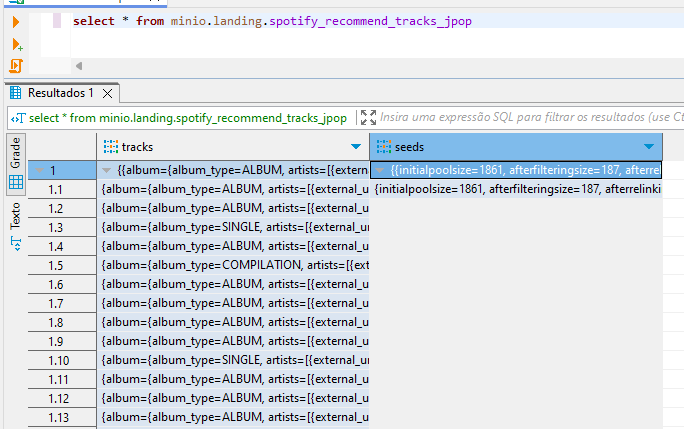 select * from minio.landing.spotify_recommend_tracks_jpop
Resultados 1
select * from minio.landing.spotify_recommend_tracks_jpop
Insira uma expressão SQL para filtrar os resultados (use Ct
Grade
Texto
tracks seeds
1 {{album={album_type=ALBUM, artists=[{extern {{initialpoolsize=1861, afterfilteringsize=187, afterre
1.1 {album={album_type=ALBUM, artists=[{external_u {initialpoolsize=1861, afterfilteringsize=187, afterrelinki
1.2 {album={album_type=ALBUM, artists=[{external_u
1.3 {album={album_type=SINGLE, artists=[{external_ur
1.4 {album={album_type=ALBUM, artists=[{external_u
1.5 {album={album_type=COMPILATION, artists=[{ext
1.6 {album={album_type=ALBUM, artists=[{external_u
1.7 {album={album_type=ALBUM, artists=[{external_u
1.8 {album={album_type=ALBUM, artists=[{external_u
1.9 {album={album_type=ALBUM, artists=[{external_u
1.10 {album={album_type=SINGLE, artists=[{external_ur
1.11 {album={album_type=ALBUM, artists=[{external_u
1.12 {album={album_type=ALBUM, artists=[{external_u
1.13 {album={album_type=ALBUM, artists=[{external_u